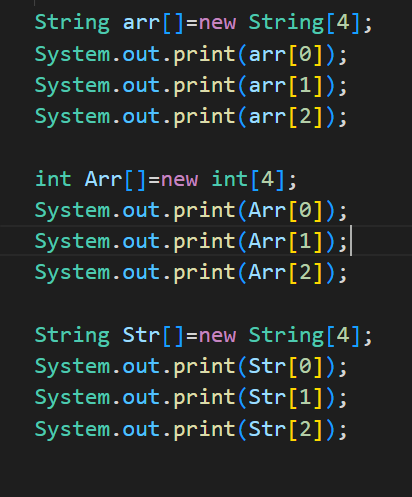 String arr[]=new String[4];
System.out.print(arr[0]);
System.out.print(arr[1]);
System.out.print(arr[2]);
int Arr[]=new int[4];
System.out.print(Arr[0]);
System.out.print(Arr[1]);
System.out.print(Arr[2]);
String Str[]=new String[4];
System.out.print(Str[0]);
System.out.print(Str[1]);
System.out.print(Str[2]);